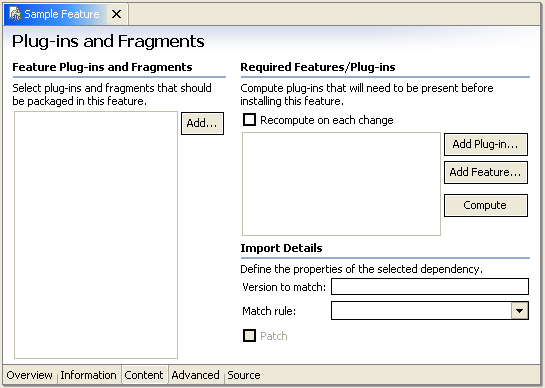 Sample Feature
Plug-ins and Fragments
Feature Plug-ins and Fragments
Select plug-ins and fragments that should
be packaged in this feature.
Add...
Required Features/Plug-ins
Compute plug-ins that will need to be present before
installing this feature.
Recompute on each change
Add Plug-in...
Add Feature...
Compute
Import Details
Define the properties of the selected dependency.
Version to match:
Match rule:
Patch
Overview Information Content Advanced Source